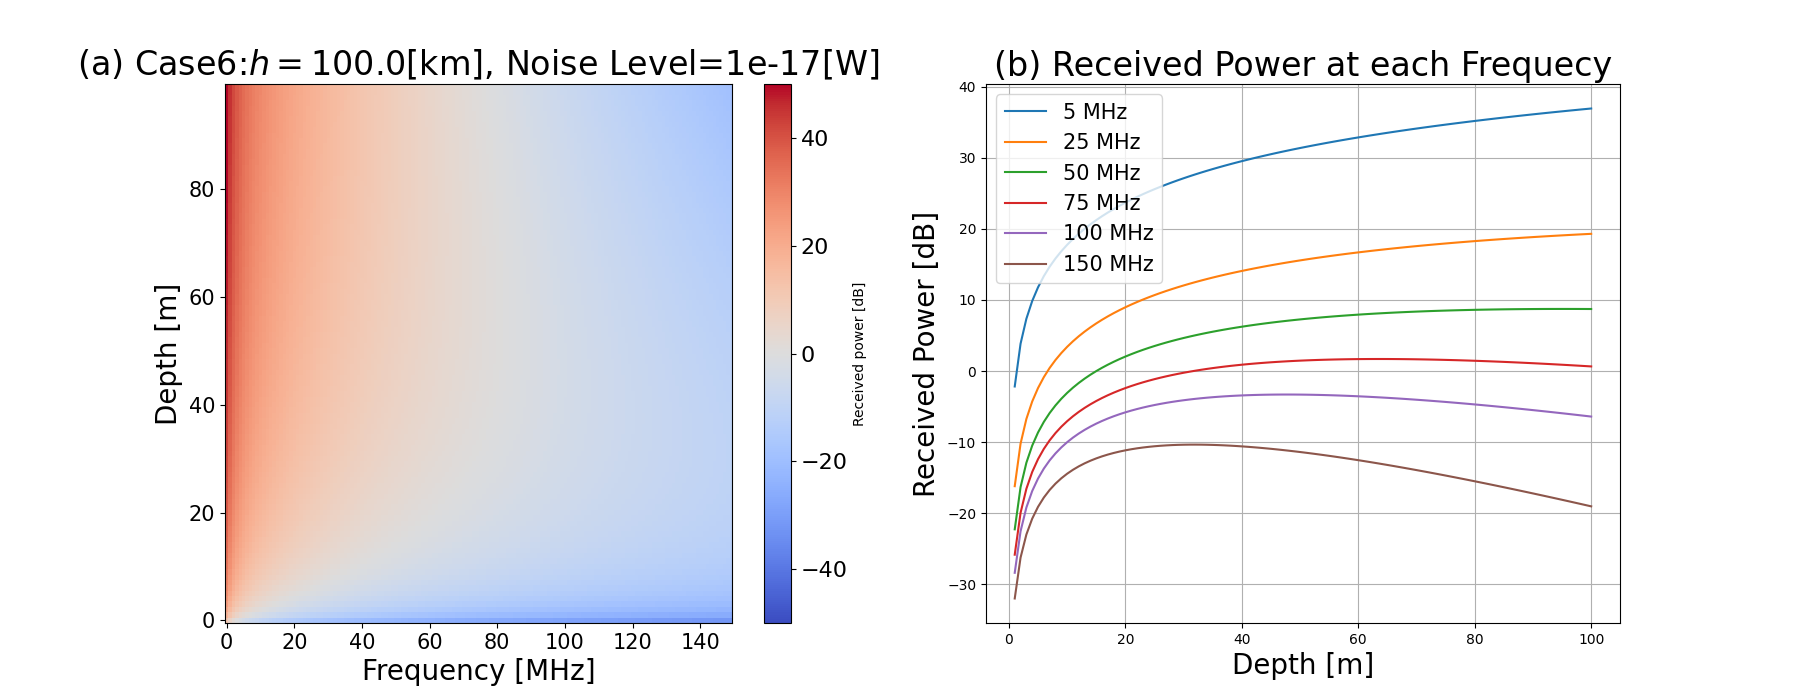 (a) Case6:h = 100.0[km], Noise Level=1e-17[W]
Depth [m]
80
60
40
20
0
0 20 40 60 80 100 120 140
Frequency [MHz]
40
20
0
−20
−40
Received power [dB]
(b) Received Power at each Frequecy
Received Power [dB]
40
30
20
10
0
−10
−20
−30
5 MHz
25 MHz
50 MHz
75 MHz
100 MHz
150 MHz
0 20 40 60 80 100
Depth [m]